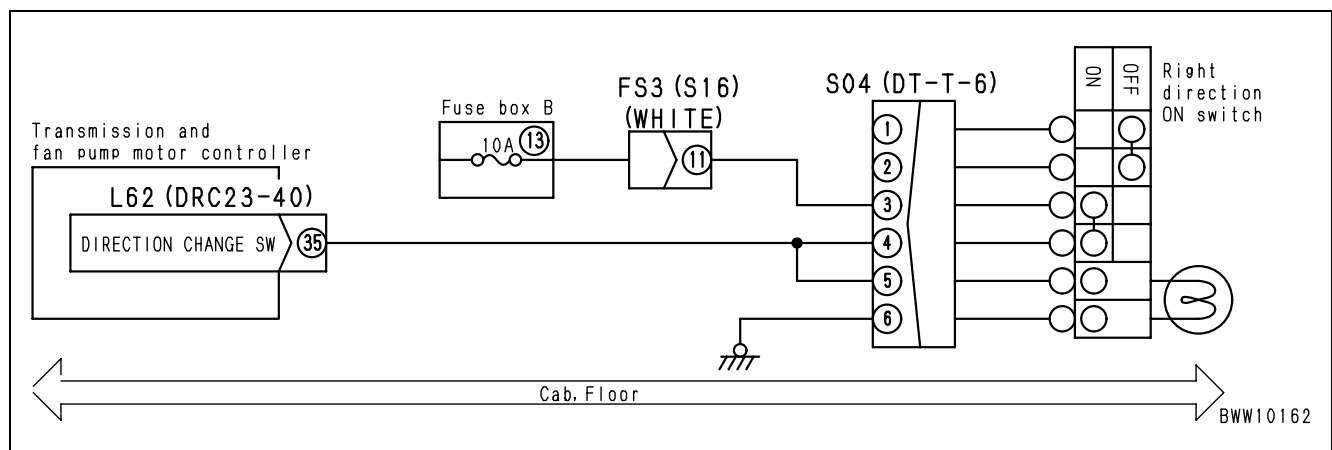 Transmission and
fan pump motor controller
L62 (DRC23-40)
DIRECTION CHANGE SW
35
Fuse box B
10A
13
FS3 (S16)
(WHITE)
11
S04 (DT-T-6)
1
2
3
4
5
6
ON
OFF
Right
direction
ON switch
Cab, Floor
BWW10162